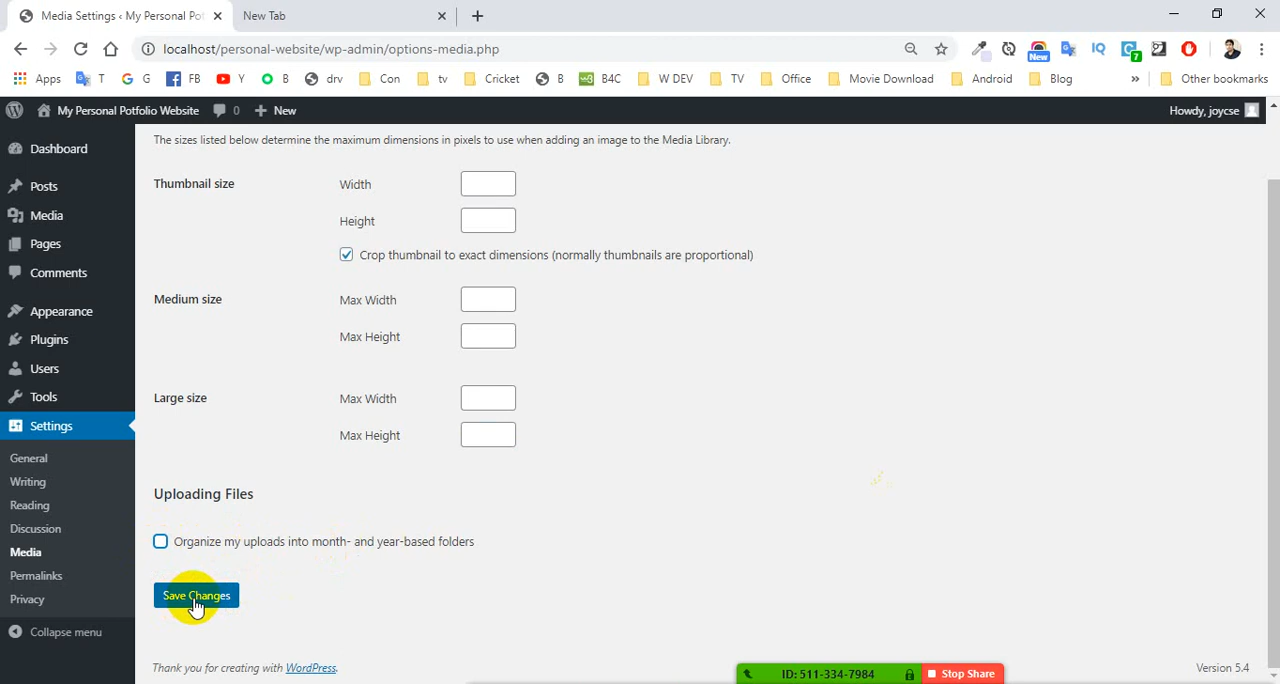 Media Settings ‹ My Personal Pot
New Tab
localhost/personal-website/wp-admin/options-media.php
New
IQ
7
Apps T G FB Y B drv Con tv Cricket B B4C W DEV TV Office Movie Download Android Blog » Other bookmarks
My Personal Potfolio Website 0 + New Howdy, joycse
Dashboard
Posts
Media
Pages
Comments
Appearance
Plugins
Users
Tools
Settings
General
Writing
Reading
Discussion
Media
Permalinks
Privacy
Collapse menu
The sizes listed below determine the maximum dimensions in pixels to use when adding an image to the Media Library.
Thumbnail size Width
Height
Crop thumbnail to exact dimensions (normally thumbnails are proportional)
Medium size Max Width
Max Height
Large size Max Width
Max Height
Uploading Files
Organize my uploads into month- and year-based folders
Save Changes
Thank you for creating with WordPress.
Version 5.4
ID: 511-334-7984 Stop Share